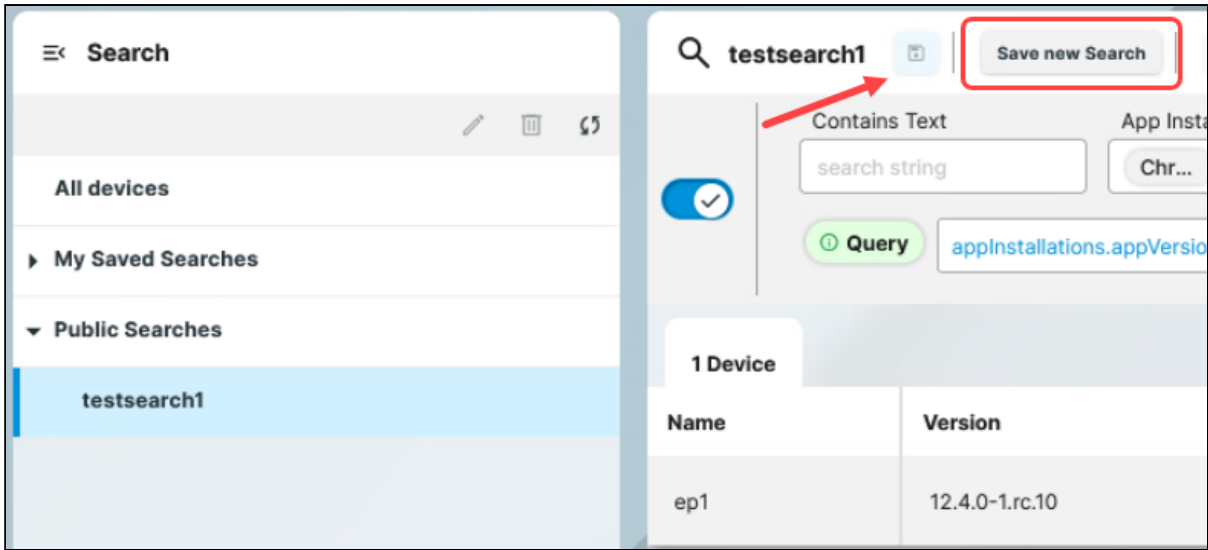 Search
All devices
My Saved Searches
Public Searches
testsearch1
testsearch1
Save new Search
Contains Text
App Insta
search string
Chr...
Query
appInstallations.appVersio
1 Device
Name
Version
ep1
12.4.0-1.rc.10